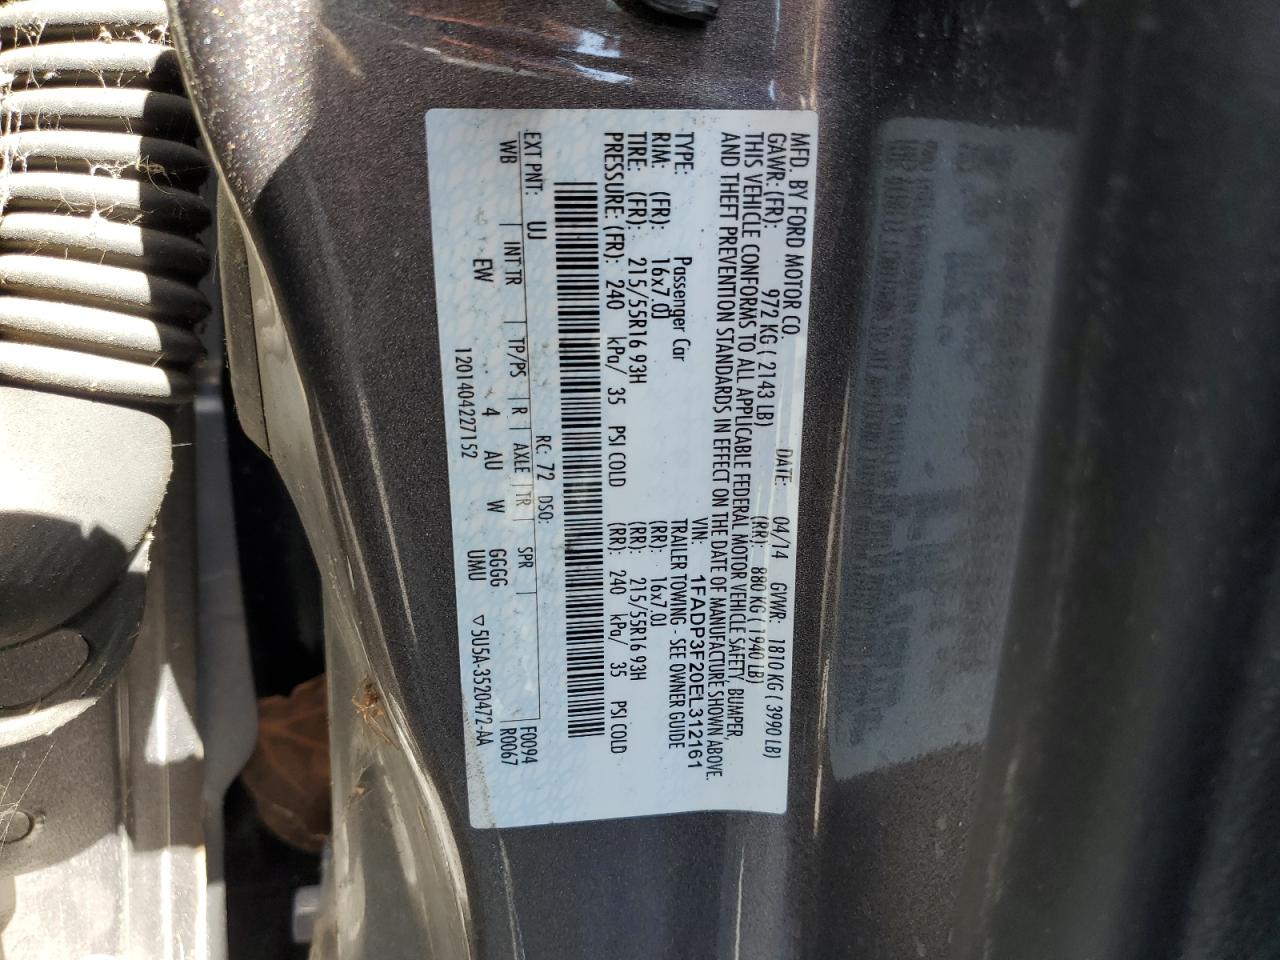 MFD. BY FORD MOTOR CO.
DATE: 04/14 GVWR: 1810 KG ( 3990 LB)
GAWR: (FR): 972 KG ( 2143 LB) (RR): 880 KG ( 1940 LB)
THIS VEHICLE CONFORMS TO ALL APPLICABLE FEDERAL MOTOR VEHICLE SAFETY, BUMPER,
AND THEFT PREVENTION STANDARDS IN EFFECT ON THE DATE OF MANUFACTURE SHOWN ABOVE.
VIN: 1FADP3F20EL312161
TYPE: Passenger Car TRAILER TOWING - SEE OWNER GUIDE
RIM: (FR): 16x7.0J (RR): 16x7.0J
TIRE: (FR): 215/55R16 93H (RR): 215/55R16 93H
PRESSURE: (FR): 240 kPa/ 35 PSI COLD (RR): 240 kPa/ 35 PSI COLD
EXT PNT: UJ RC: 72 DSO: F0094
WB INT TR TP/PS R AXLE TR SPR R0067
EW 4 AU W GGGG
1201404227152 UMU ▽5U5A-3520472-AA